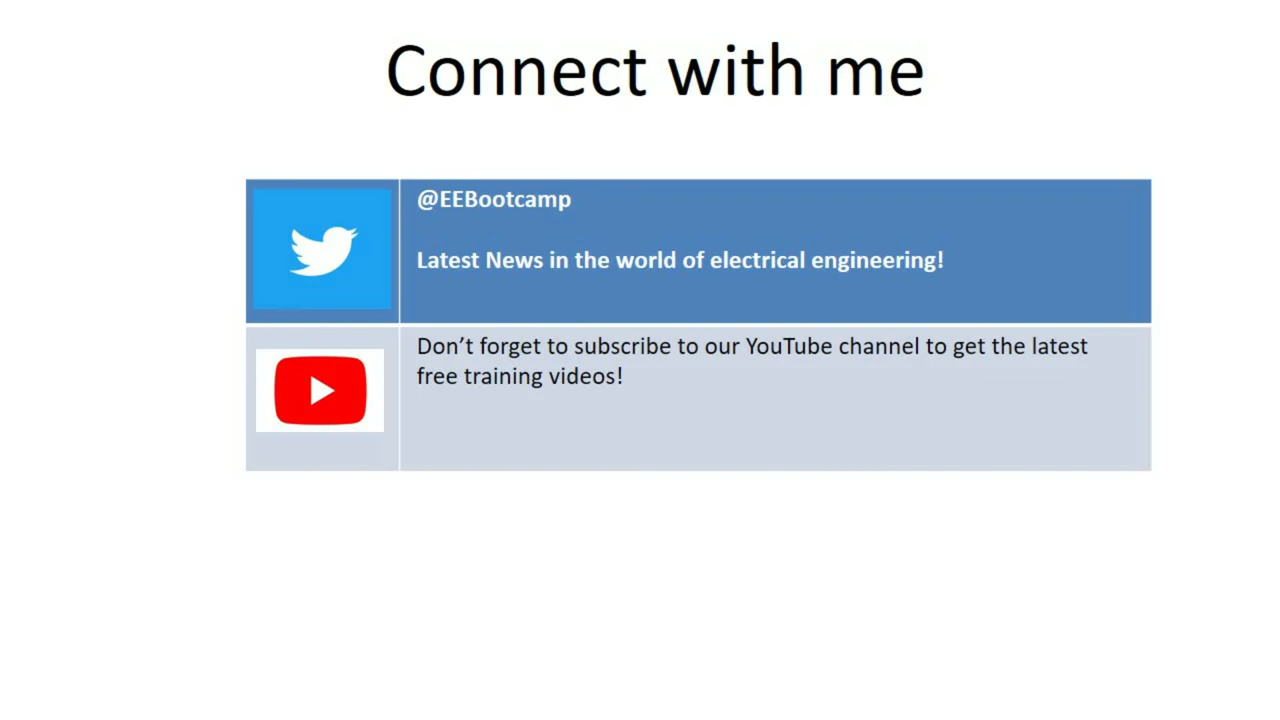 Connect with me
@EEBootcamp
Latest News in the world of electrical engineering!
Don’t forget to subscribe to our YouTube channel to get the latest
free training videos!